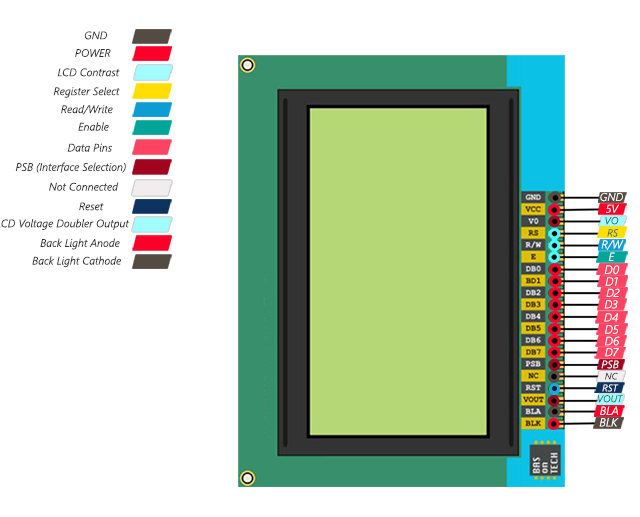 GND
POWER
LCD Contrast
Register Select
Read/Write
Enable
Data Pins
PSB (Interface Selection)
Not Connected
Reset
CD Voltage Doubler Output
Back Light Anode
Back Light Cathode
GND GND
VCC 5V
V0 VO
RS RS
R/W R/W
E E
DB0 D0
BD1 D1
DB2 D2
DB3 D3
DB4 D4
DB5 D5
DB6 D6
DB7 D7
PSB PSB
NC NC
RST RST
VOUT VOUT
BLA BLA
BLK BLK
BAS
on
TECH